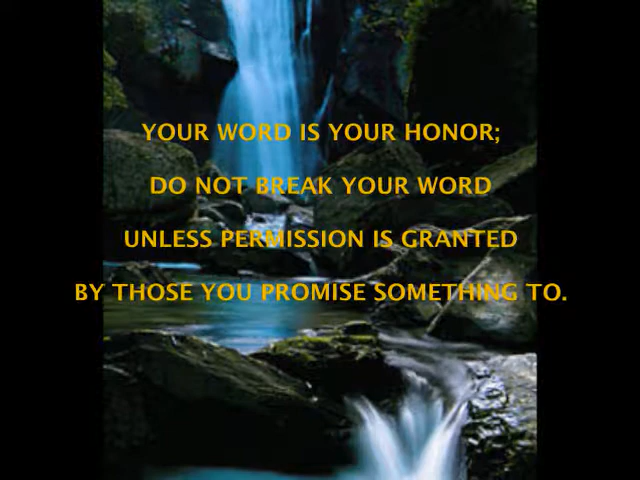 YOUR WORD IS YOUR HONOR;
DO NOT BREAK YOUR WORD
UNLESS PERMISSION IS GRANTED
BY THOSE YOU PROMISE SOMETHING TO.